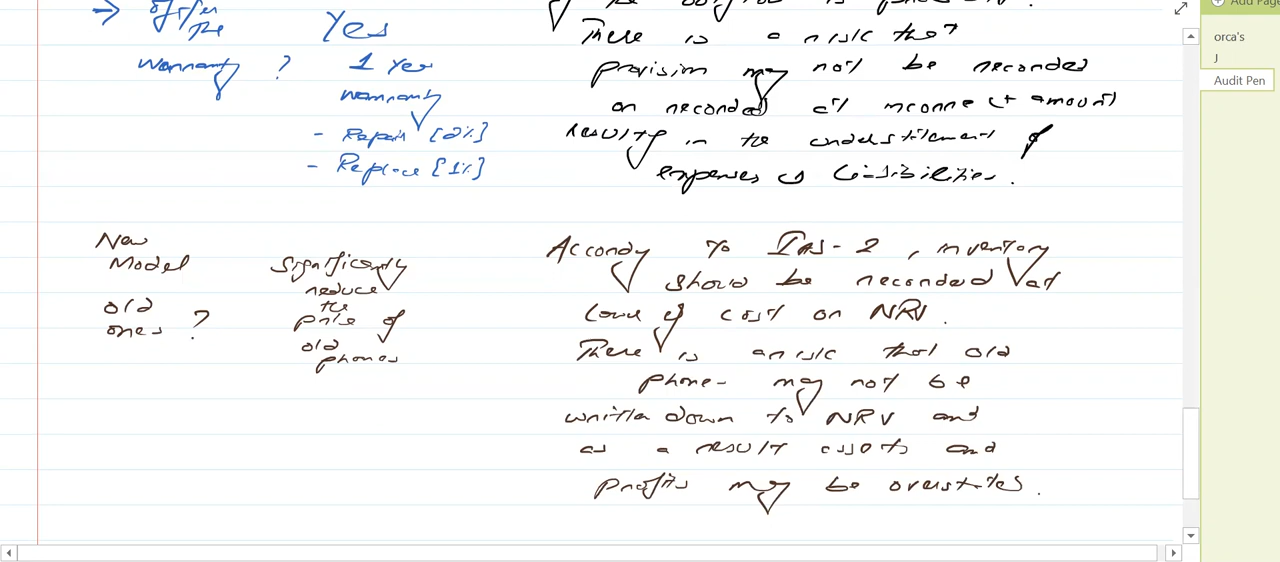 → offer the Yes
There is a risk that
warranty ? 1 Year
provision may not be recorded
warranty
or recorded at incorrect amount
- Repair [2%]
resulting in the understatement of
- Replace [1%]
expenses & liabilities.
New
Model
old
ones ?
Significantly
reduce
the
price of
old
phones
According to IAS-2, inventory
should be recorded at
lower of cost or NRV.
There is a risk that old
phones may not be
written down to NRV and
as a result assets and
profits may be overstated.
Add Page
orca's
J
Audit Pen